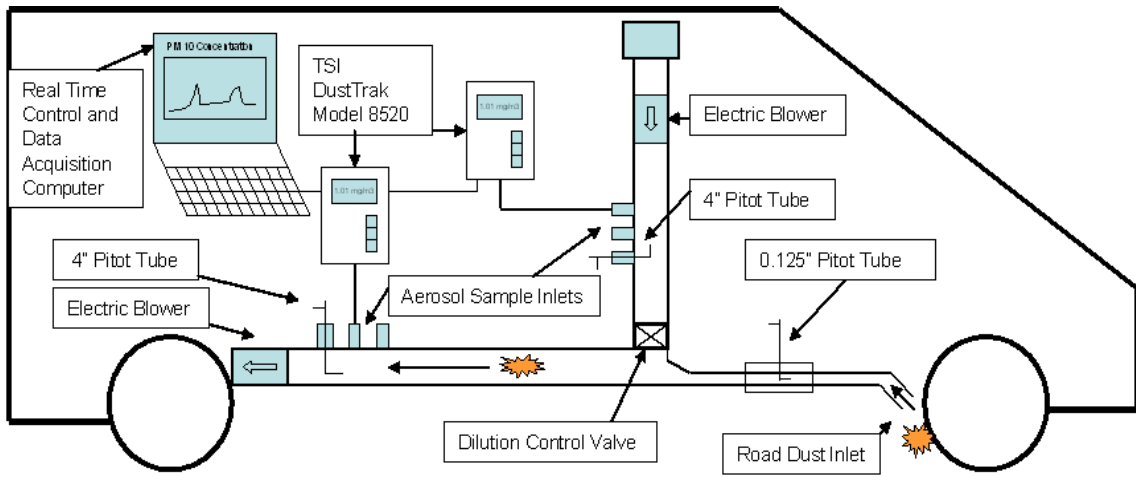 PM 10 Concentration
Real Time
Control and
Data
Acquisition
Computer
TSI
DustTrak
Model 8520
1.01 mg/m3
1.01 mg/m3
Electric Blower
4" Pitot Tube
0.125" Pitot Tube
4" Pitot Tube
Electric Blower
Aerosol Sample Inlets
Dilution Control Valve
Road Dust Inlet